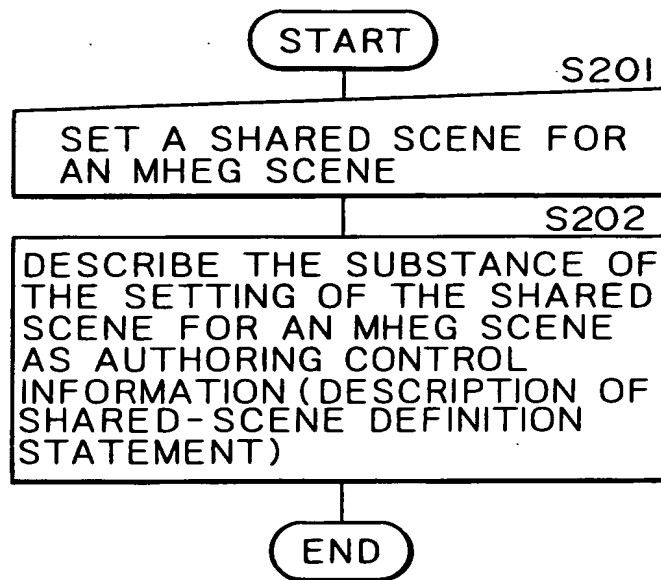 START
S201
SET A SHARED SCENE FOR
AN MHEG SCENE
S202
DESCRIBE THE SUBSTANCE OF
THE SETTING OF THE SHARED
SCENE FOR AN MHEG SCENE
AS AUTHORING CONTROL
INFORMATION (DESCRIPTION OF
SHARED-SCENE DEFINITION
STATEMENT)
END